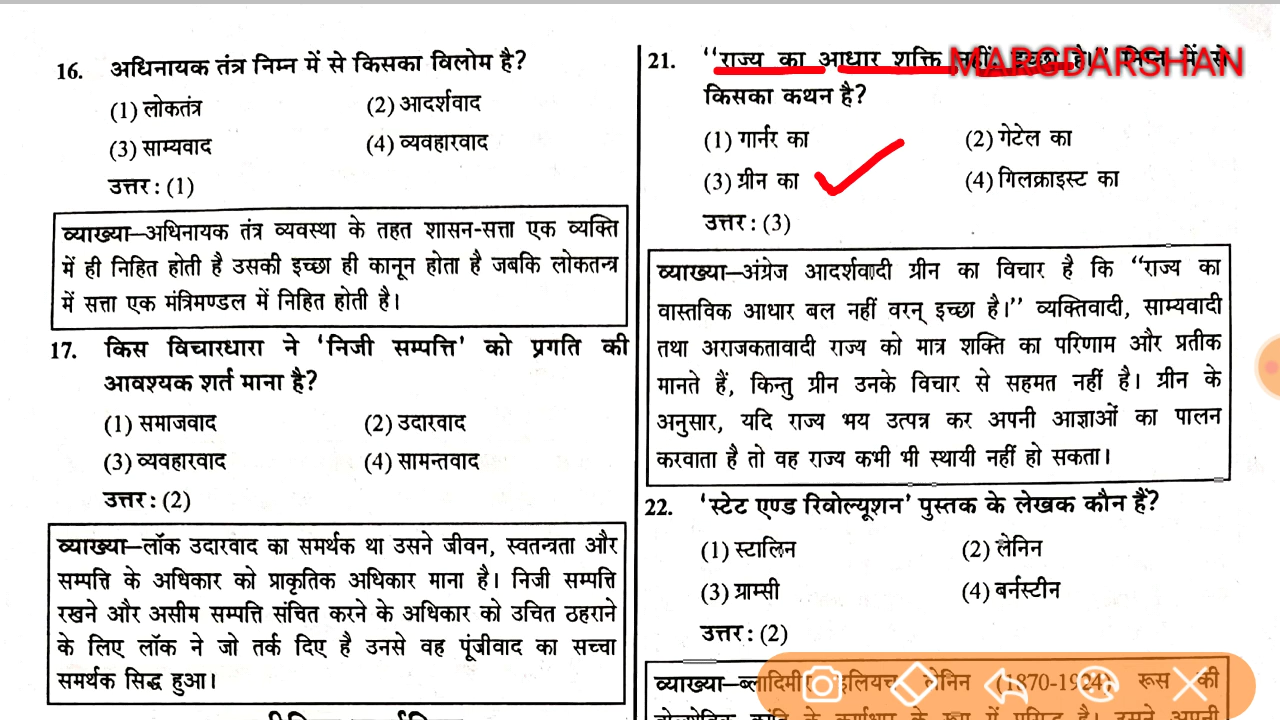 16. अधिनायक तंत्र निम्न में से किसका विलोम है?
(1) लोकतंत्र (2) आदर्शवाद
(3) साम्यवाद (4) व्यवहारवाद
उत्तर : (1)
व्याख्या–अधिनायक तंत्र व्यवस्था के तहत शासन-सत्ता एक व्यक्ति
में ही निहित होती है उसकी इच्छा ही कानून होता है जबकि लोकतन्त्र
में सत्ता एक मंत्रिमण्डल में निहित होती है।
17. किस विचारधारा ने ‘निजी सम्पत्ति’ को प्रगति की
आवश्यक शर्त माना है?
(1) समाजवाद (2) उदारवाद
(3) व्यवहारवाद (4) सामन्तवाद
उत्तर : (2)
व्याख्या–लॉक उदारवाद का समर्थक था उसने जीवन, स्वतन्त्रता और
सम्पत्ति के अधिकार को प्राकृतिक अधिकार माना है। निजी सम्पत्ति
रखने और असीम सम्पत्ति संचित करने के अधिकार को उचित ठहराने
के लिए लॉक ने जो तर्क दिए है उनसे वह पूंजीवाद का सच्चा
समर्थक सिद्ध हुआ।
MARGDARSHAN
21. “राज्य का आधार शक्ति नहीं, इच्छा है।” निम्न में से
किसका कथन है?
(1) गार्नर का (2) गेटेल का
(3) ग्रीन का (4) गिलक्राइस्ट का
उत्तर : (3)
व्याख्या–अंग्रेज आदर्शवादी ग्रीन का विचार है कि “राज्य का
वास्तविक आधार बल नहीं वरन् इच्छा है।” व्यक्तिवादी, साम्यवादी
तथा अराजकतावादी राज्य को मात्र शक्ति का परिणाम और प्रतीक
मानते हैं, किन्तु ग्रीन उनके विचार से सहमत नहीं है। ग्रीन के
अनुसार, यदि राज्य भय उत्पन्न कर अपनी आज्ञाओं का पालन
करवाता है तो वह राज्य कभी भी स्थायी नहीं हो सकता।
22. ‘स्टेट एण्ड रिवोल्यूशन’ पुस्तक के लेखक कौन हैं?
(1) स्टालिन (2) लेनिन
(3) ग्राम्सी (4) बर्नस्टीन
उत्तर : (2)
व्याख्या–ब्लादिमीर इलियच लेनिन (1870-1924) रूस की